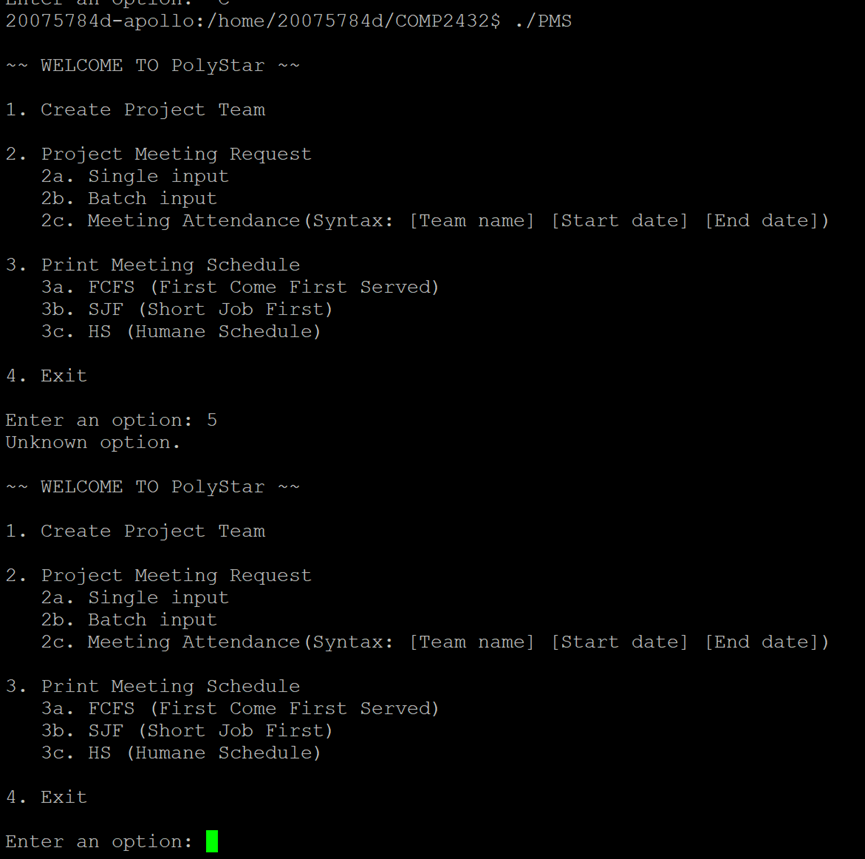 Enter an option:
20075784d-apollo:/home/20075784d/COMP2432$ ./PMS
~~ WELCOME TO PolyStar ~~
1. Create Project Team
2. Project Meeting Request
2a. Single input
2b. Batch input
2c. Meeting Attendance(Syntax: [Team name] [Start date] [End date])
3. Print Meeting Schedule
3a. FCFS (First Come First Served)
3b. SJF (Short Job First)
3c. HS (Humane Schedule)
4. Exit
Enter an option: 5
Unknown option.
~~ WELCOME TO PolyStar ~~
1. Create Project Team
2. Project Meeting Request
2a. Single input
2b. Batch input
2c. Meeting Attendance(Syntax: [Team name] [Start date] [End date])
3. Print Meeting Schedule
3a. FCFS (First Come First Served)
3b. SJF (Short Job First)
3c. HS (Humane Schedule)
4. Exit
Enter an option: